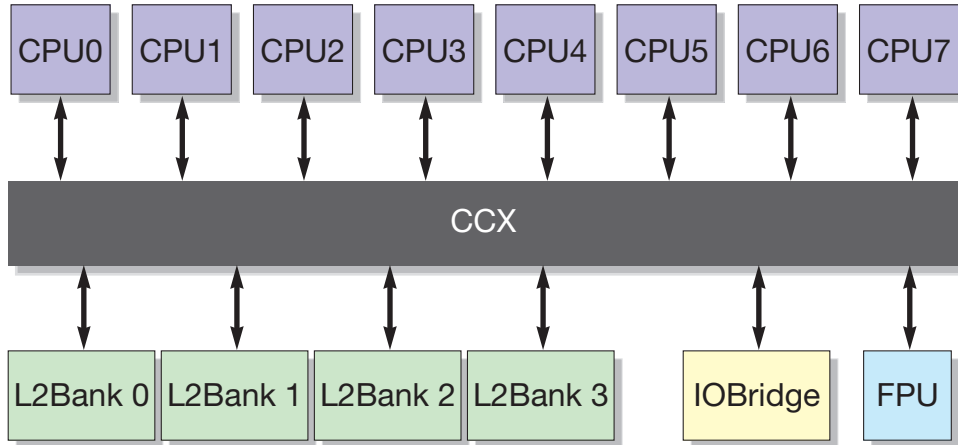 CPU0 CPU1 CPU2 CPU3 CPU4 CPU5 CPU6 CPU7
CCX
L2Bank 0 L2Bank 1 L2Bank 2 L2Bank 3 IOBridge FPU